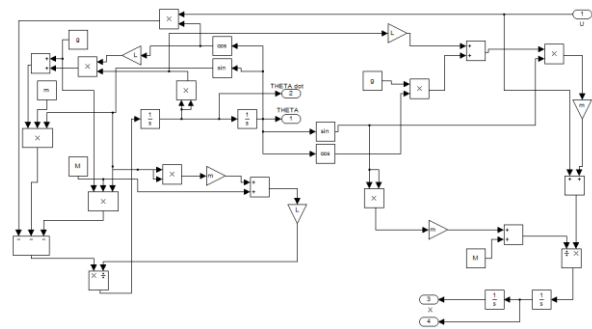 ×
1
U
g
L
cos
L
+
+
+
+
×
×
sin
×
g
×
m
m
THETA dot
2
THETA
1
1
s
1
s
sin
cos
×
M
×
m
+
+
×
L
×
+ +
− − −
m
+
+
M
÷ ×
× ÷
3
X
4
1
s
1
s